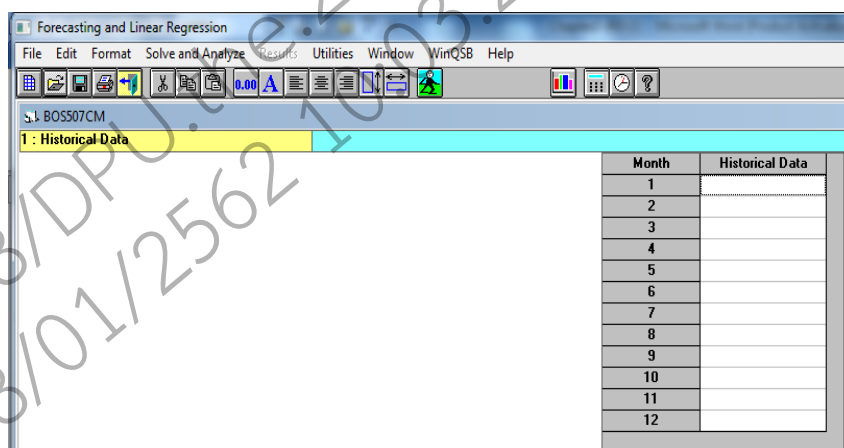 Forecasting and Linear Regression
File Edit Format Solve and Analyze Results Utilities Window WinQSB Help
0.00 A
BOS507CM
1 : Historical Data
Month Historical Data
1
2
3
4
5
6
7
8
9
10
11
12